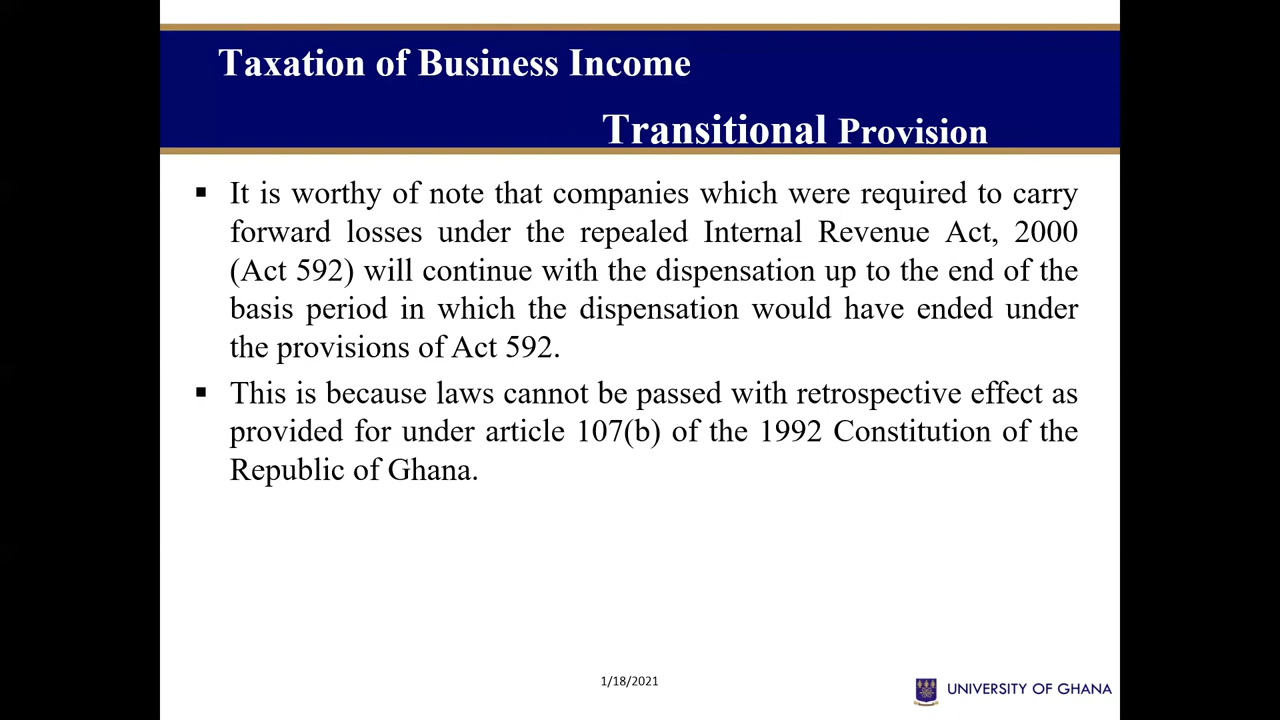 Taxation of Business Income
Transitional Provision
▪ It is worthy of note that companies which were required to carry
forward losses under the repealed Internal Revenue Act, 2000
(Act 592) will continue with the dispensation up to the end of the
basis period in which the dispensation would have ended under
the provisions of Act 592.
▪ This is because laws cannot be passed with retrospective effect as
provided for under article 107(b) of the 1992 Constitution of the
Republic of Ghana.
1/18/2021
UNIVERSITY OF GHANA